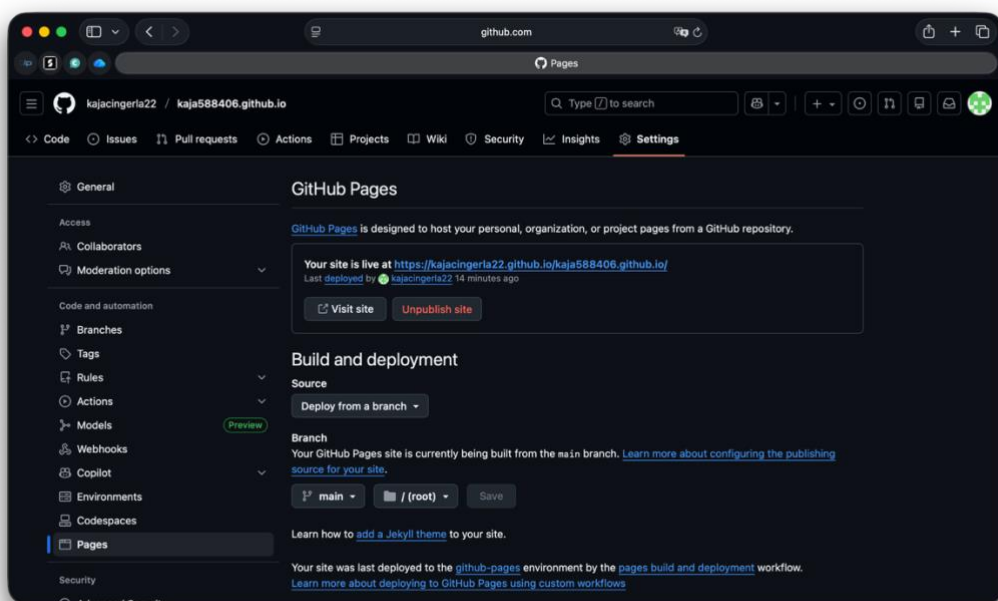 github.com
Pages
kajacingerla22 / kaja588406.github.io
Type / to search
Code Issues Pull requests Actions Projects Wiki Security Insights Settings
General
Access
Collaborators
Moderation options
Code and automation
Branches
Tags
Rules
Actions
Models Preview
Webhooks
Copilot
Environments
Codespaces
Pages
Security
GitHub Pages
GitHub Pages is designed to host your personal, organization, or project pages from a GitHub repository.
Your site is live at https://kajacingerla22.github.io/kaja588406.github.io/
Last deployed by kajacingerla22 14 minutes ago
Visit site Unpublish site
Build and deployment
Source
Deploy from a branch
Branch
Your GitHub Pages site is currently being built from the main branch. Learn more about configuring the publishing
source for your site.
main / (root) Save
Learn how to add a Jekyll theme to your site.
Your site was last deployed to the github-pages environment by the pages build and deployment workflow.
Learn more about deploying to GitHub Pages using custom workflows